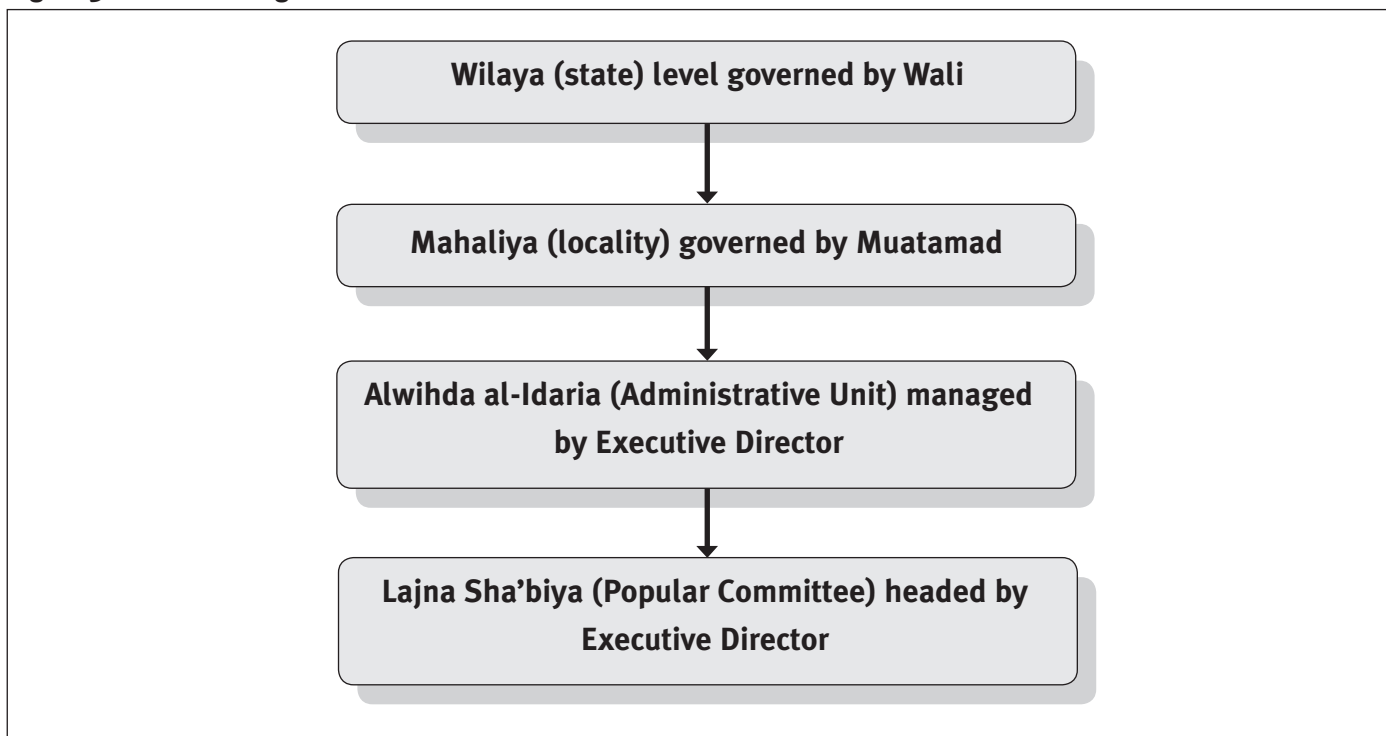 Wilaya (state) level governed by Wali
Mahaliya (locality) governed by Muatamad
Alwihda al-Idaria (Administrative Unit) managed
by Executive Director
Lajna Sha’biya (Popular Committee) headed by
Executive Director